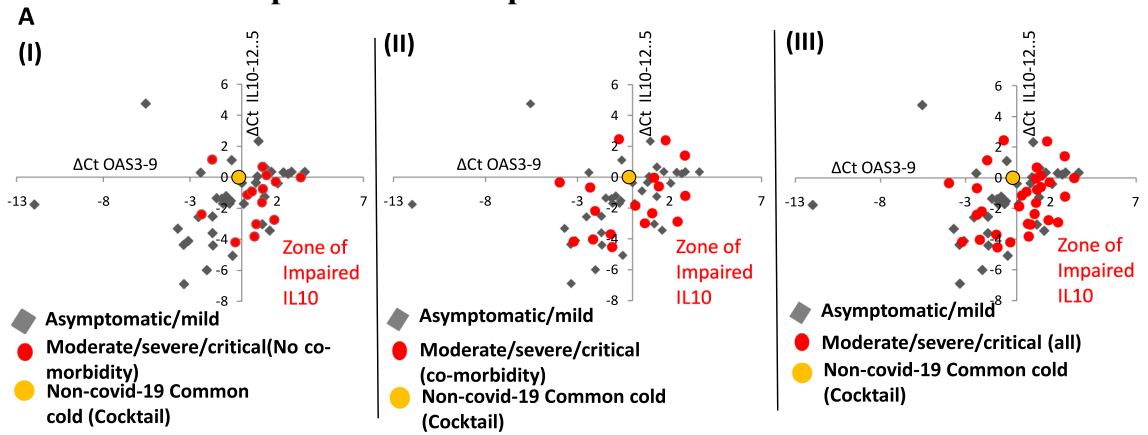 A
(I)
ΔCt IL10-12..5
6
4
2
0
-2
-4
-6
-8
ΔCt OAS3-9
-13
-8
-3
2
7
Zone of
Impaired
IL10
Asymptomatic/mild
Moderate/severe/critical(No co-
morbidity)
Non-covid-19 Common
cold (Cocktail)
(II)
ΔCt IL10-12..5
6
4
2
0
-2
-4
-6
-8
ΔCt OAS3-9
-13
-8
-3
2
7
Zone of
Impaired
IL10
Asymptomatic/mild
Moderate/severe/critical
(co-morbidity)
Non-covid-19 Common cold
(Cocktail)
(III)
ΔCt IL10-12..5
6
4
2
0
-2
-4
-6
-8
ΔCt OAS3-9
-13
-8
-3
2
7
Zone of
Impaired
IL10
Asymptomatic/mild
Moderate/severe/critical (all)
Non-covid-19 Common cold
(Cocktail)